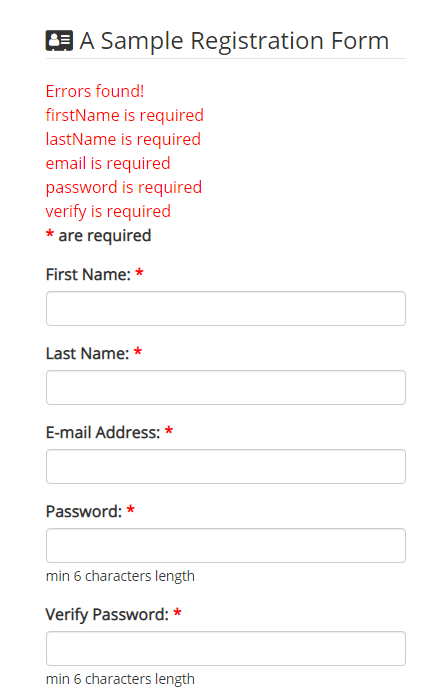 A Sample Registration Form
Errors found!
firstName is required
lastName is required
email is required
password is required
verify is required
* are required
First Name: *
Last Name: *
E-mail Address: *
Password: *
min 6 characters length
Verify Password: *
min 6 characters length